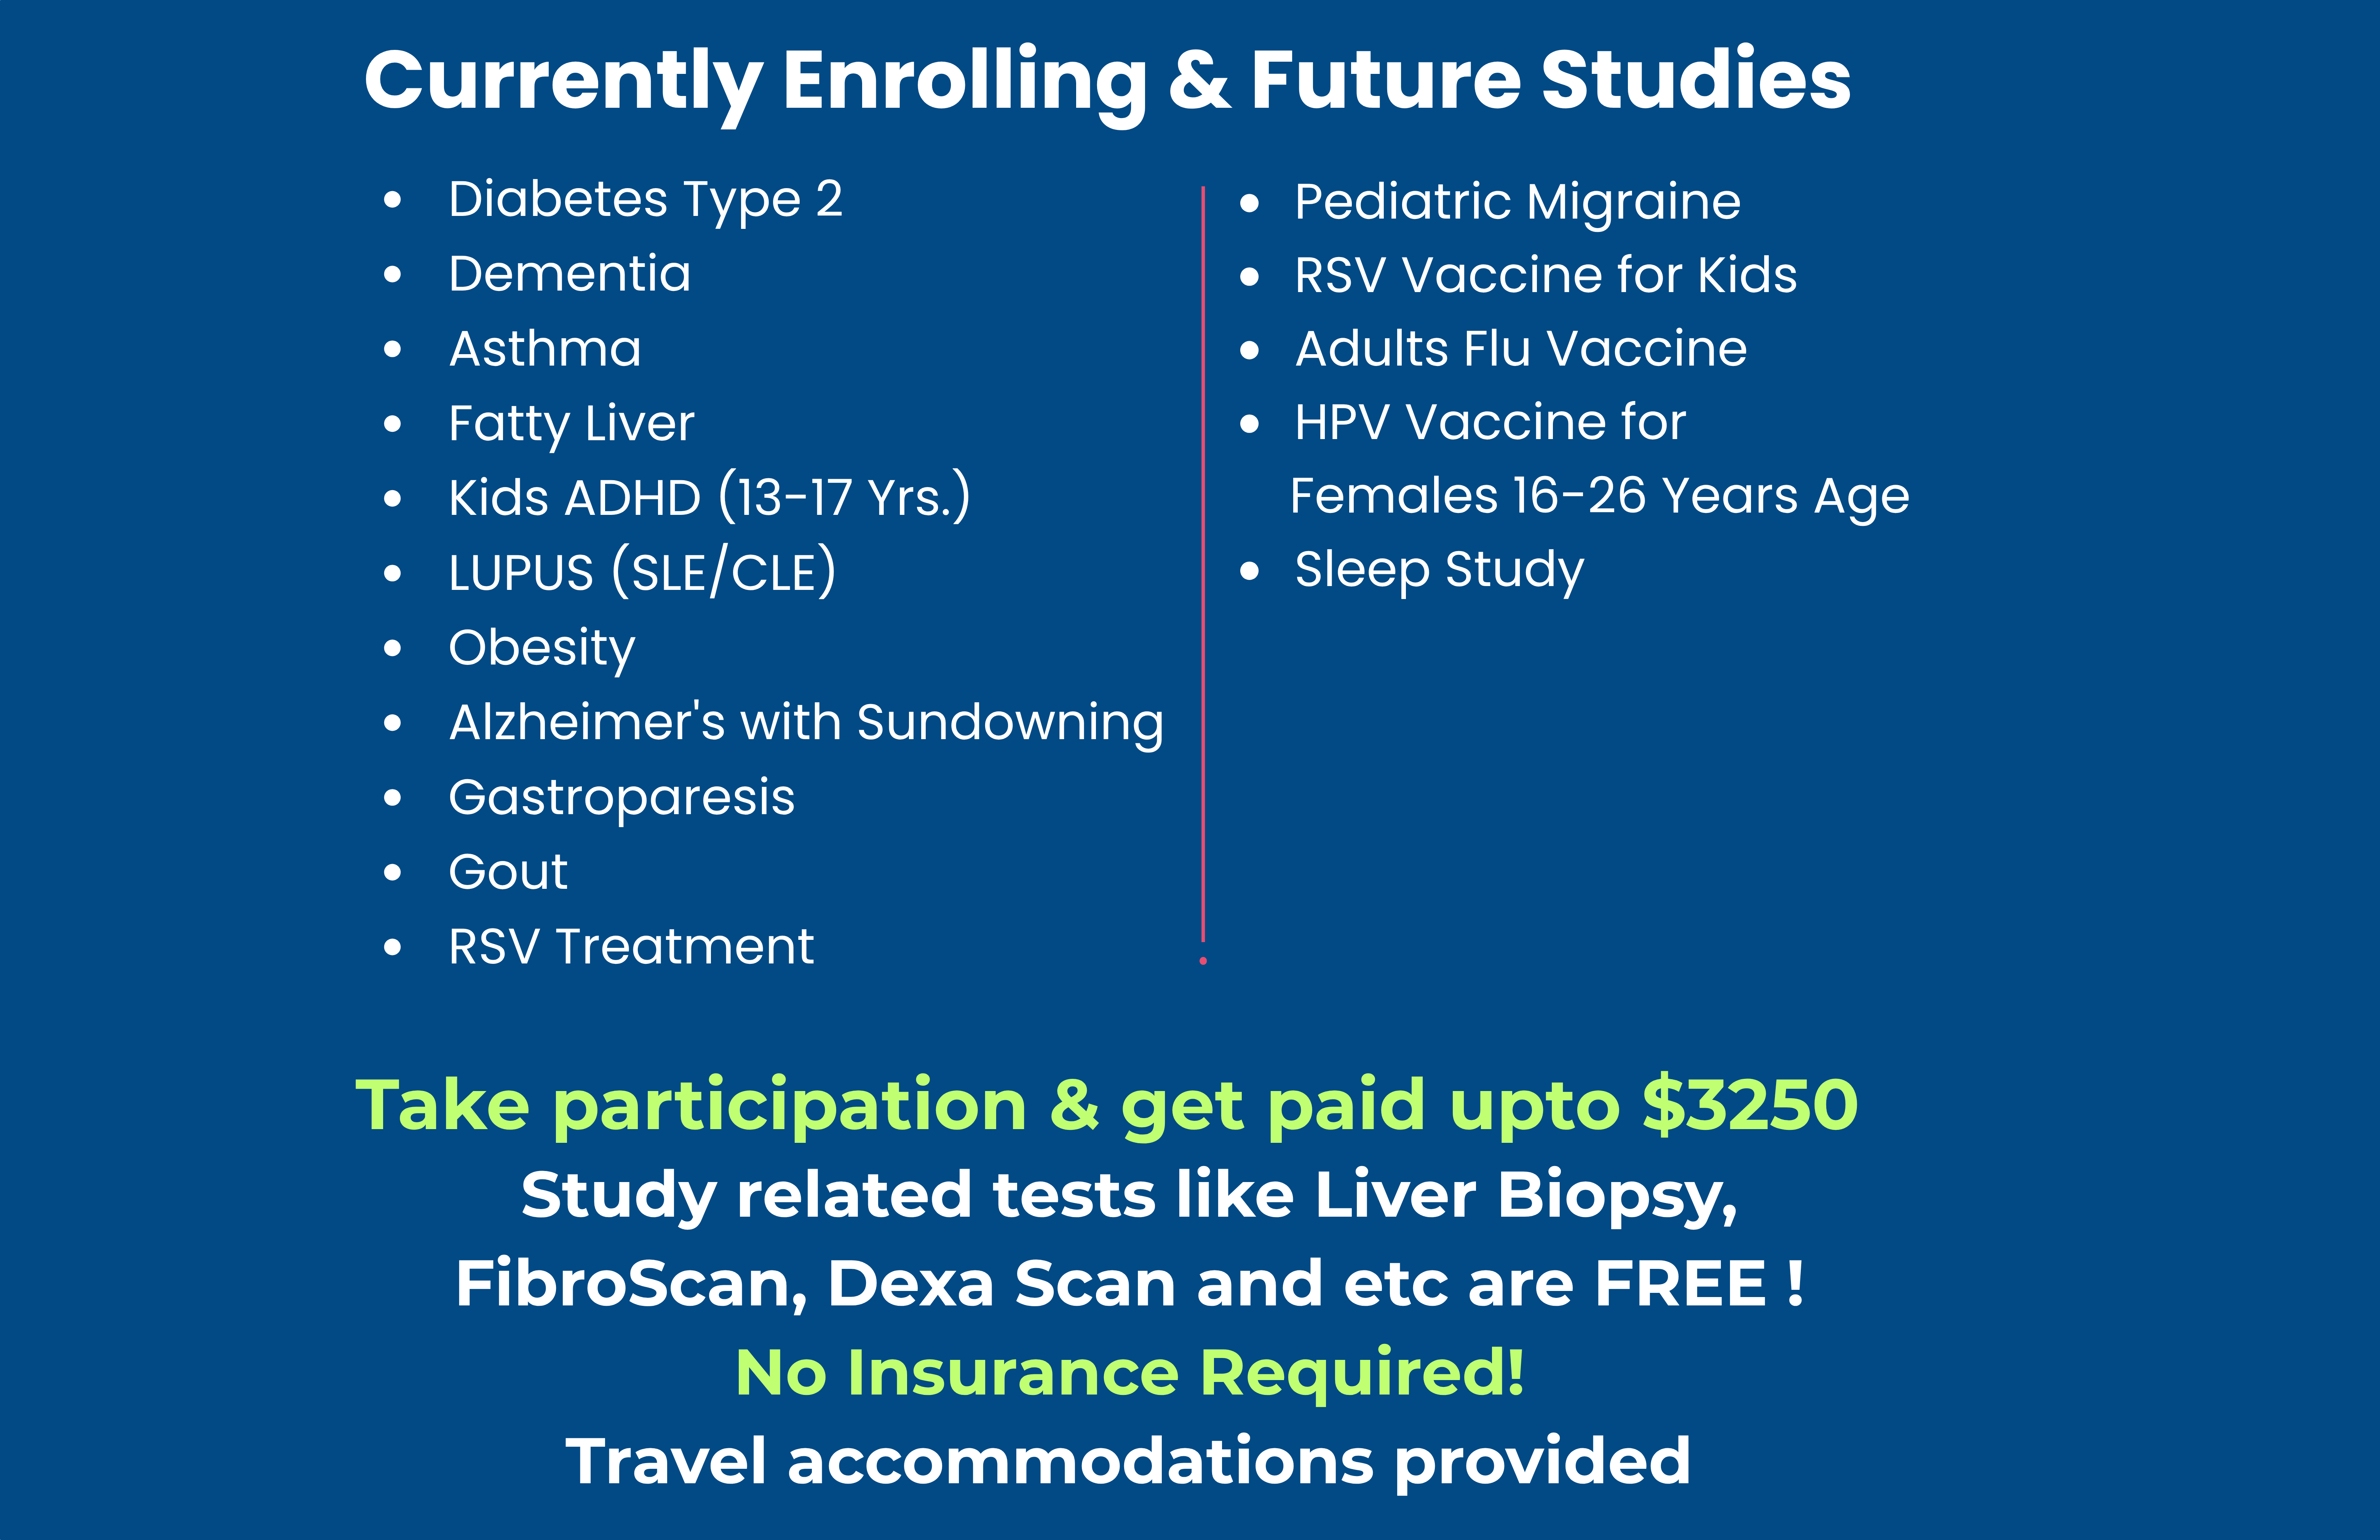 Currently Enrolling & Future Studies
• Diabetes Type 2
• Dementia
• Asthma
• Fatty Liver
• Kids ADHD (13-17 Yrs.)
• LUPUS (SLE/CLE)
• Obesity
• Alzheimer's with Sundowning
• Gastroparesis
• Gout
• RSV Treatment
• Pediatric Migraine
• RSV Vaccine for Kids
• Adults Flu Vaccine
• HPV Vaccine for
Females 16-26 Years Age
• Sleep Study
Take participation & get paid upto $3250
Study related tests like Liver Biopsy,
FibroScan, Dexa Scan and etc are FREE !
No Insurance Required!
Travel accommodations provided